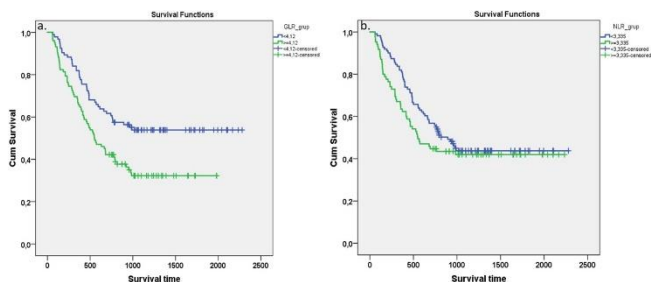 a.
Survival Functions
GLR_grup
<4,12
>=4,12
<4,12-censored
>=4,12-censored
Cum Survival
1,0
0,8
0,6
0,4
0,2
0,0
0 500 1000 1500 2000 2500
Survival time
b.
Survival Functions
NLR_grup
<3,335
>=3,335
<3,335-censored
>=3,335-censored
Cum Survival
1,0
0,8
0,6
0,4
0,2
0,0
0 500 1000 1500 2000 2500
Survival time